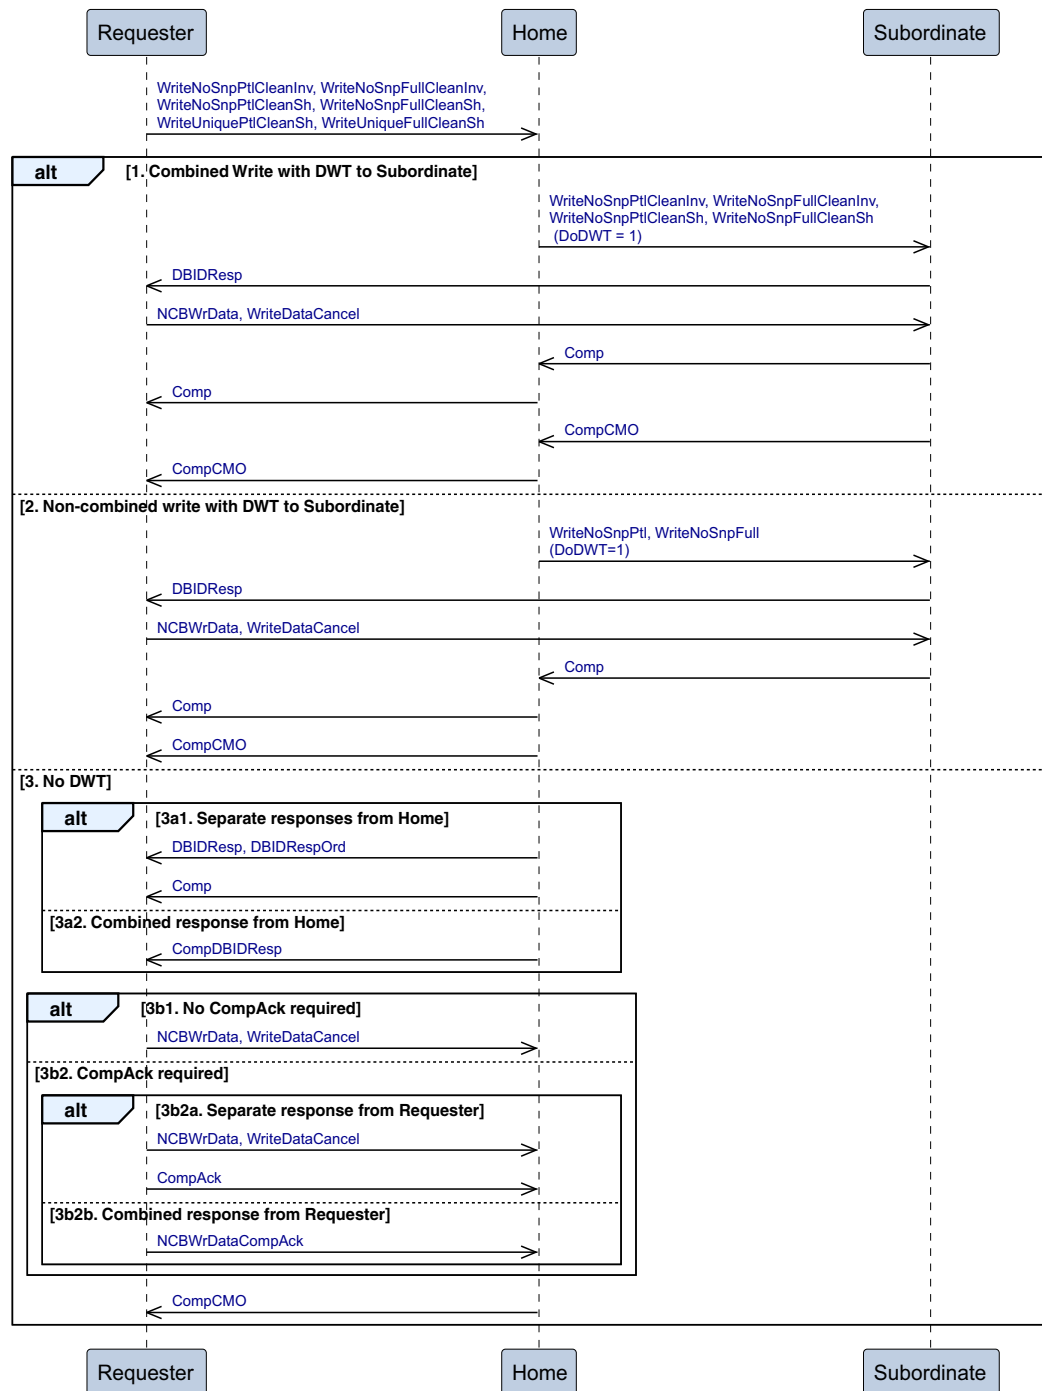 Requester
Home
Subordinate
WriteNoSnpPtlCleanInv, WriteNoSnpFullCleanInv,
WriteNoSnpPtlCleanSh, WriteNoSnpFullCleanSh,
WriteUniquePtlCleanSh, WriteUniqueFullCleanSh
alt
[1. Combined Write with DWT to Subordinate]
WriteNoSnpPtlCleanInv, WriteNoSnpFullCleanInv,
WriteNoSnpPtlCleanSh, WriteNoSnpFullCleanSh
(DoDWT = 1)
DBIDResp
NCBWrData, WriteDataCancel
Comp
Comp
CompCMO
CompCMO
[2. Non-combined write with DWT to Subordinate]
WriteNoSnpPtl, WriteNoSnpFull
(DoDWT=1)
DBIDResp
NCBWrData, WriteDataCancel
Comp
Comp
CompCMO
[3. No DWT]
alt
[3a1. Separate responses from Home]
DBIDResp, DBIDRespOrd
Comp
[3a2. Combined response from Home]
CompDBIDResp
alt
[3b1. No CompAck required]
NCBWrData, WriteDataCancel
[3b2. CompAck required]
alt
[3b2a. Separate response from Requester]
NCBWrData, WriteDataCancel
CompAck
[3b2b. Combined response from Requester]
NCBWrDataCompAck
CompCMO
Requester
Home
Subordinate